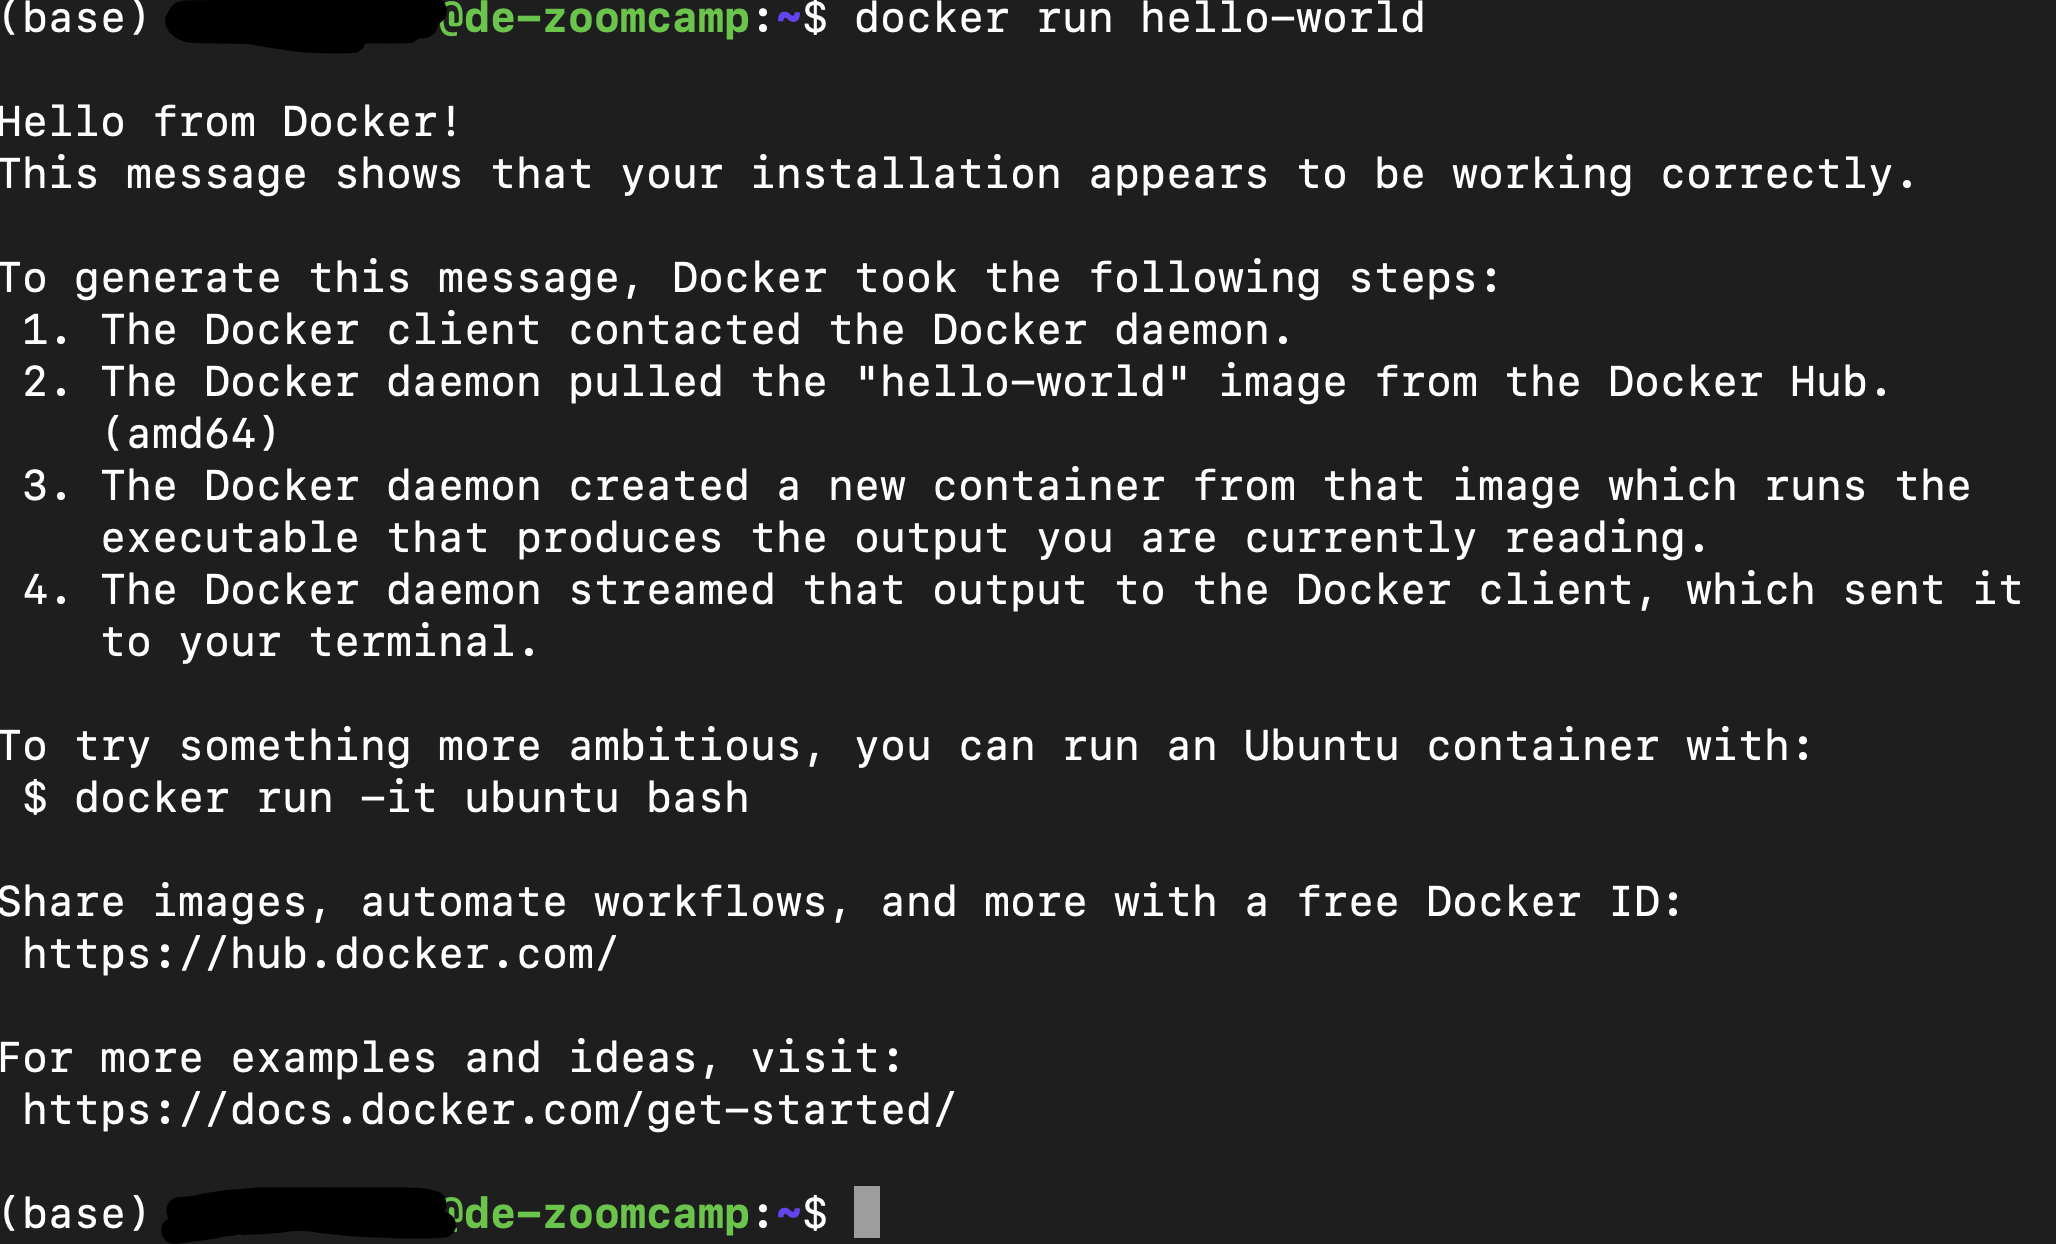 (base) @de-zoomcamp:~$ docker run hello-world
Hello from Docker!
This message shows that your installation appears to be working correctly.
To generate this message, Docker took the following steps:
1. The Docker client contacted the Docker daemon.
2. The Docker daemon pulled the "hello-world" image from the Docker Hub.
(amd64)
3. The Docker daemon created a new container from that image which runs the
executable that produces the output you are currently reading.
4. The Docker daemon streamed that output to the Docker client, which sent it
to your terminal.
To try something more ambitious, you can run an Ubuntu container with:
$ docker run -it ubuntu bash
Share images, automate workflows, and more with a free Docker ID:
https://hub.docker.com/
For more examples and ideas, visit:
https://docs.docker.com/get-started/
(base) @de-zoomcamp:~$